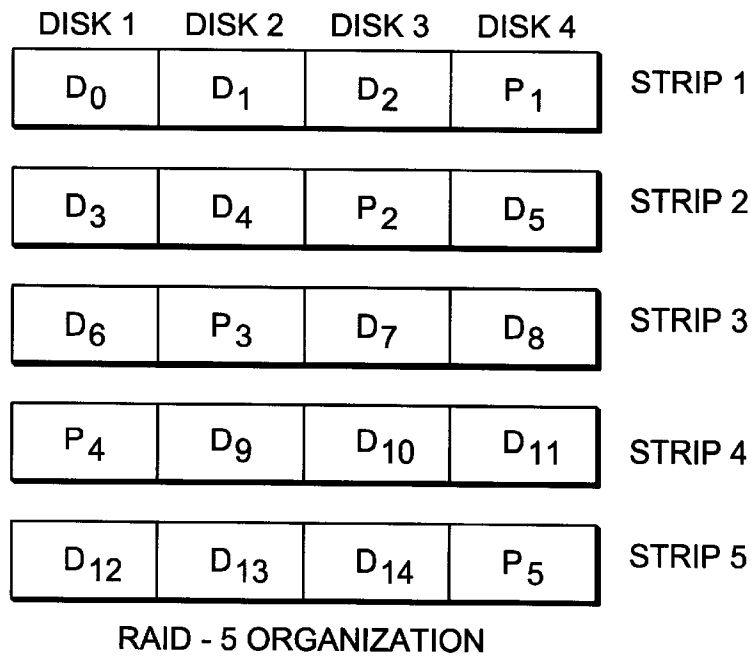 DISK 1 DISK 2 DISK 3 DISK 4
D0 D1 D2 P1 STRIP 1
D3 D4 P2 D5 STRIP 2
D6 P3 D7 D8 STRIP 3
P4 D9 D10 D11 STRIP 4
D12 D13 D14 P5 STRIP 5
RAID - 5 ORGANIZATION